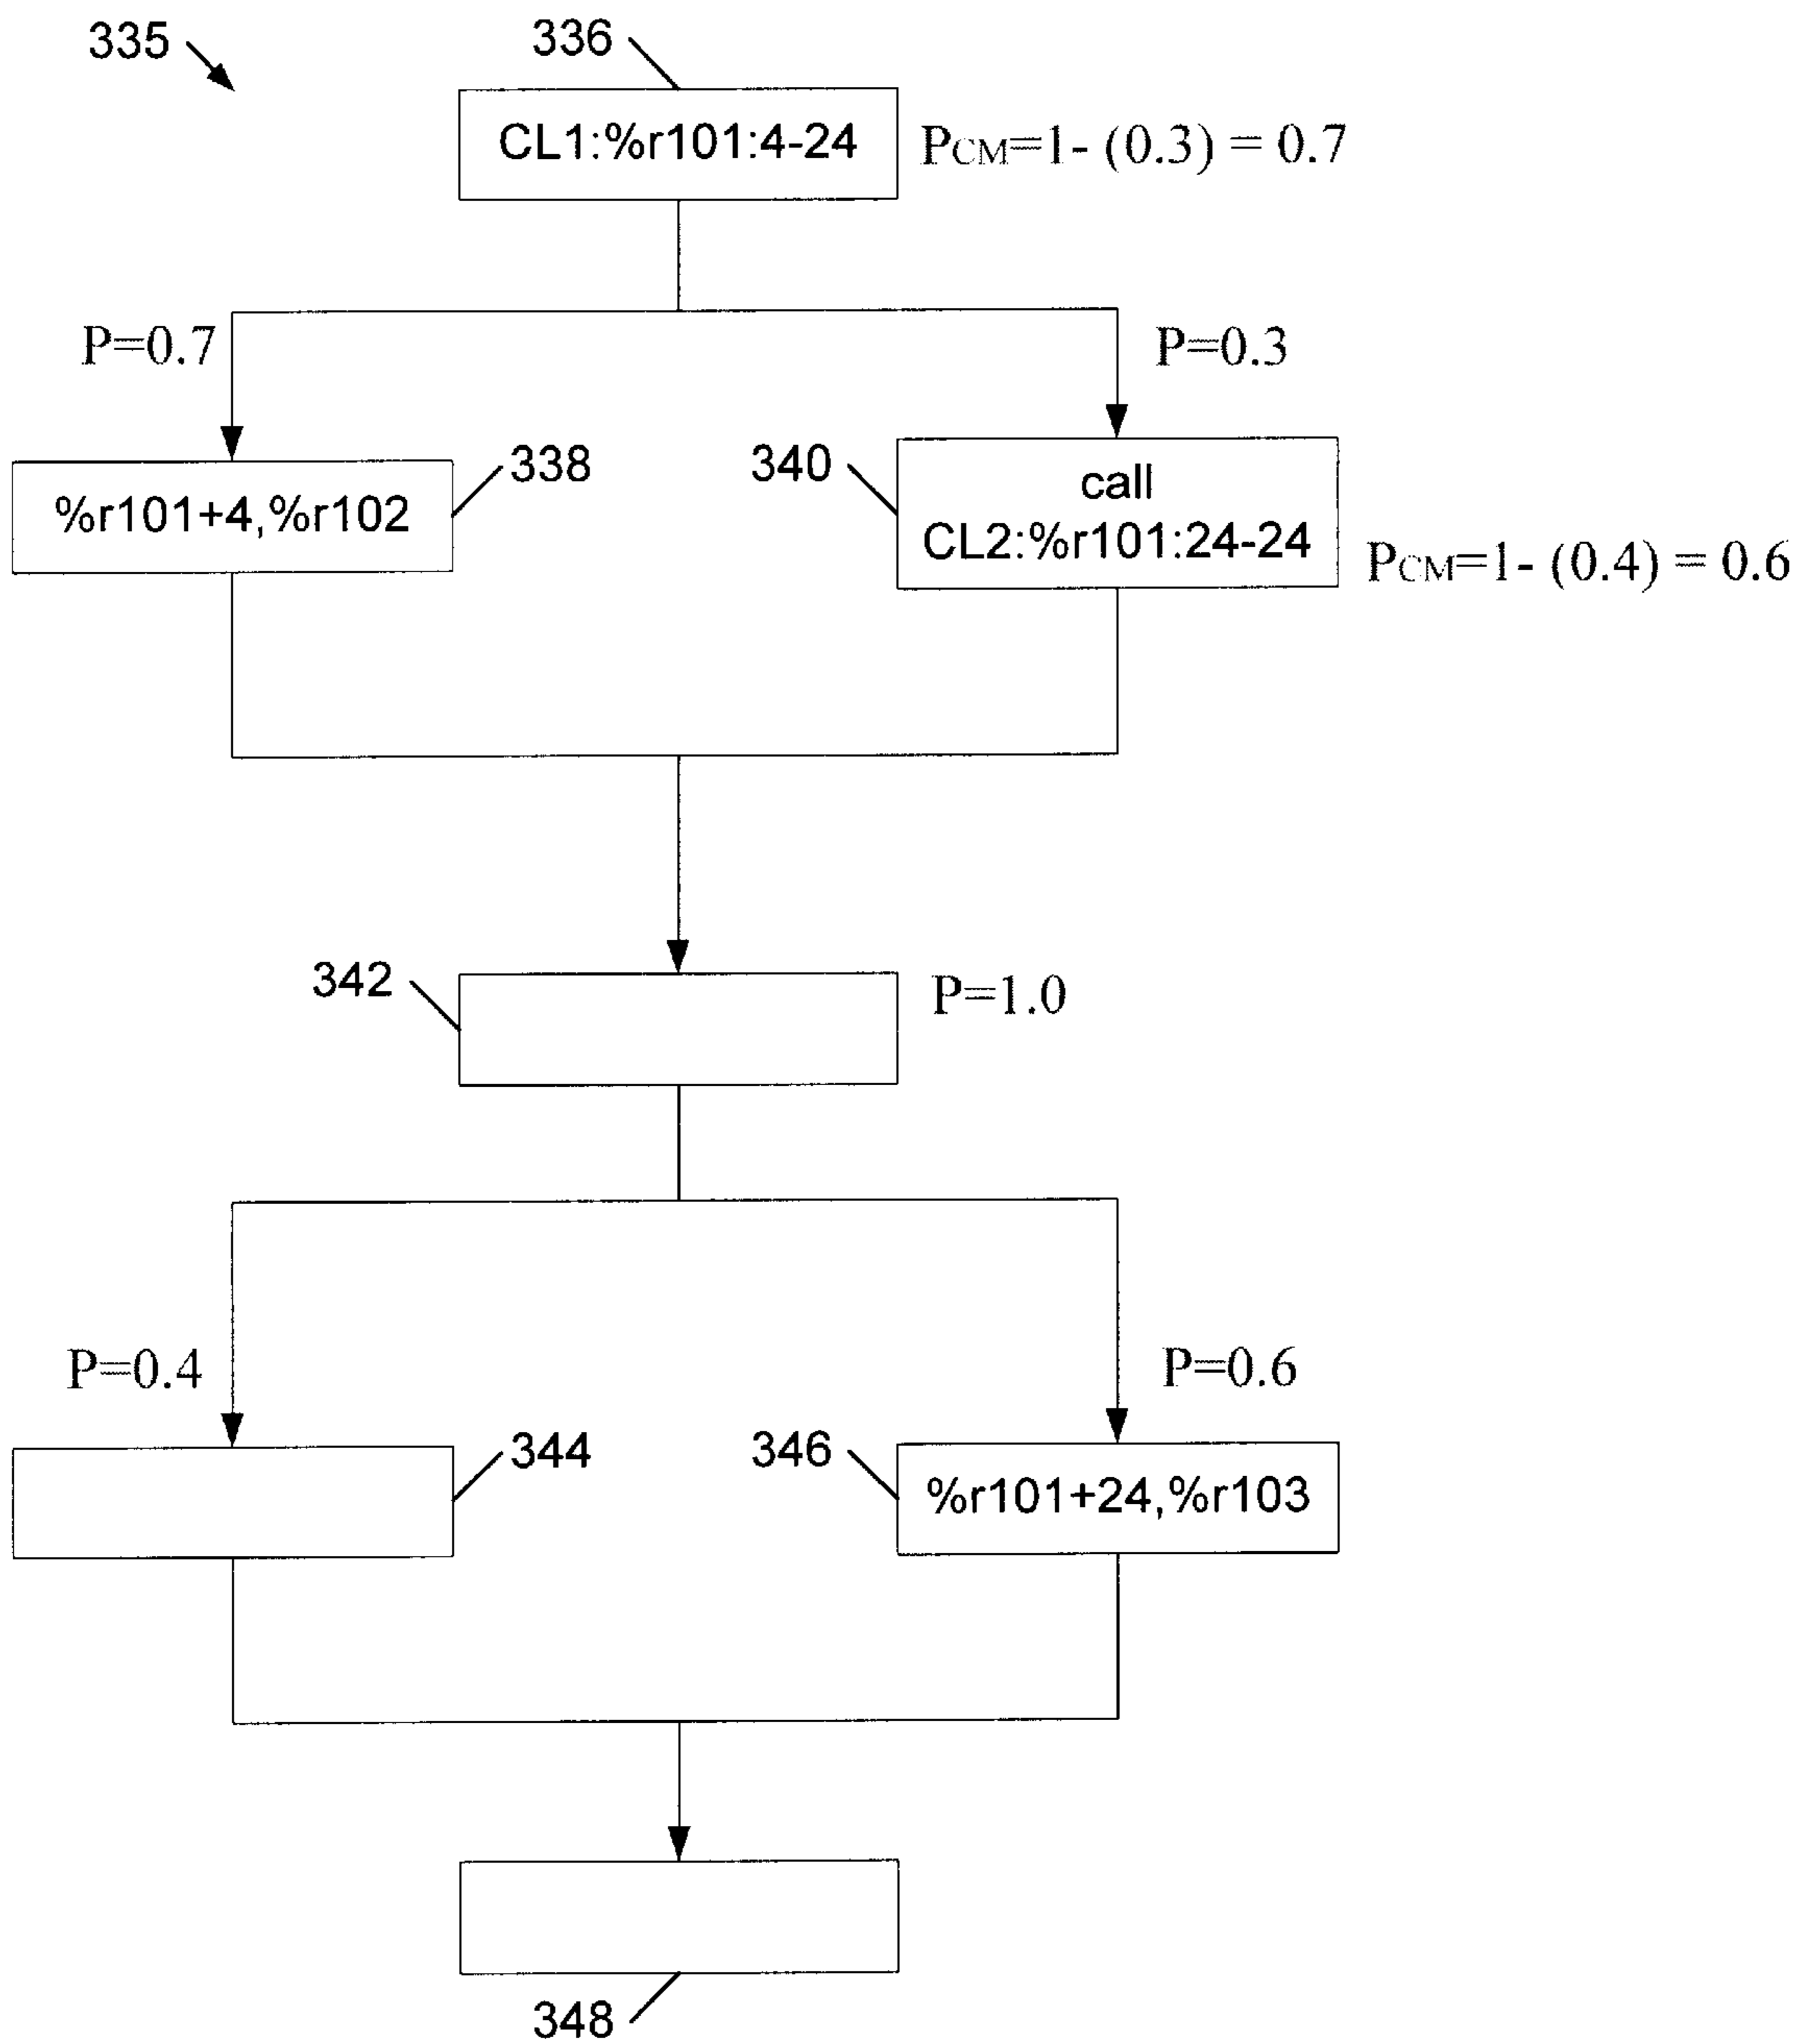 335
336
CL1:%r101:4-24
PCM=1- (0.3) = 0.7
P=0.7
P=0.3
338
340
%r101+4,%r102
call
CL2:%r101:24-24
PCM=1- (0.4) = 0.6
342
P=1.0
P=0.4
P=0.6
344
346
%r101+24,%r103
348